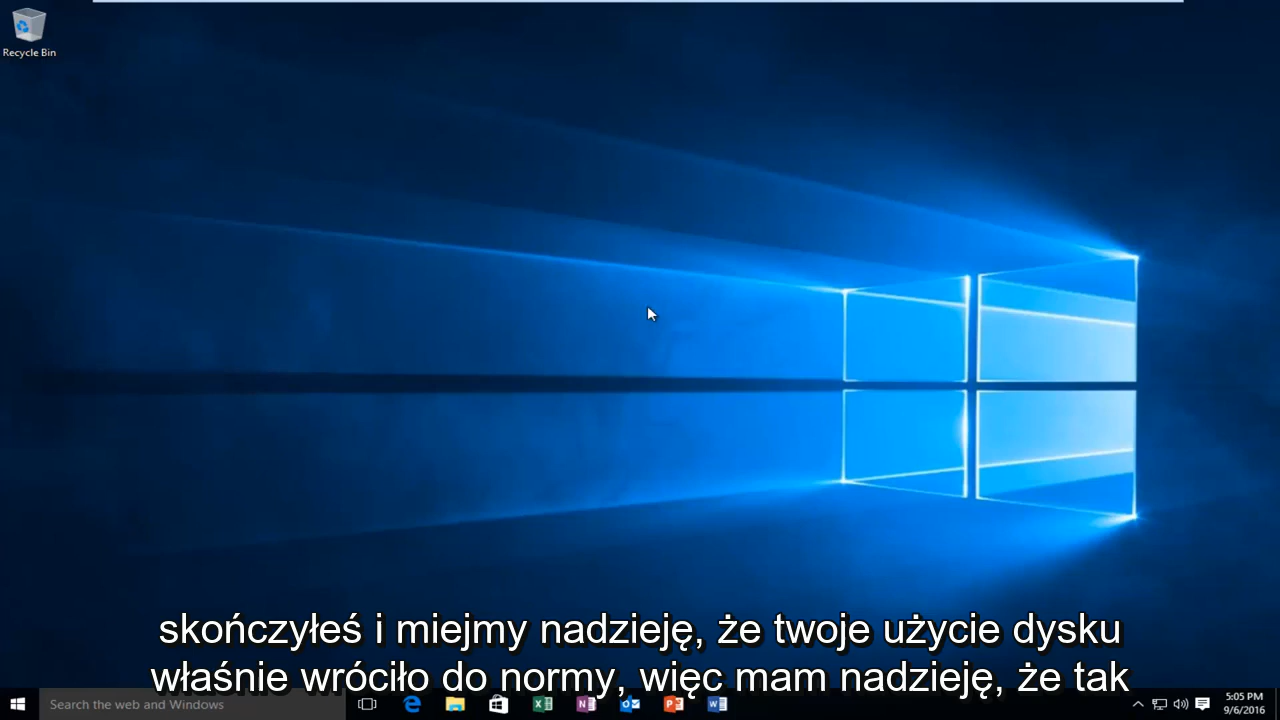 Recycle Bin
skończyłeś i miejmy nadzieję, że twoje użycie dysku
właśnie wróciło do normy, więc mam nadzieję, że tak
Search the web and Windows
5:05 PM
9/6/2016